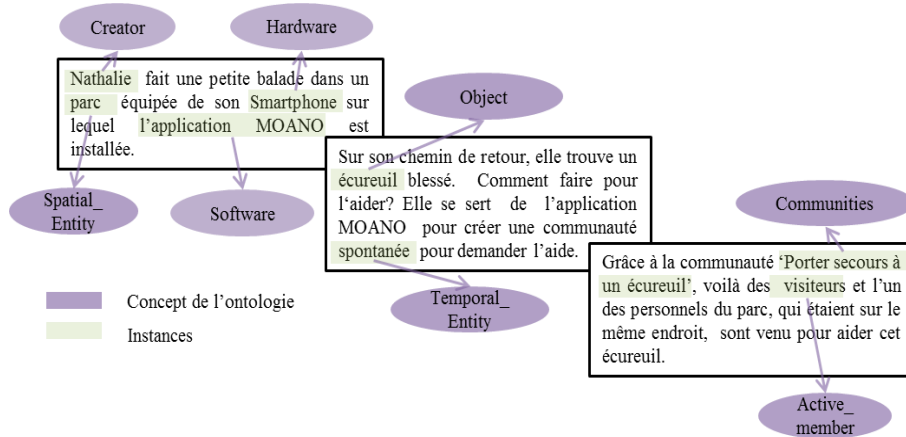 Creator
Hardware
Nathalie fait une petite balade dans un
parc équipée de son Smartphone sur
lequel l'application MOANO est
installée.
Object
Spatial_
Entity
Software
Sur son chemin de retour, elle trouve un
écureuil blessé. Comment faire pour
l'aider? Elle se sert de l'application
MOANO pour créer une communauté
spontanée pour demander l'aide.
Communities
Temporal_
Entity
Grâce à la communauté 'Porter secours à
un écureuil', voilà des visiteurs et l'un
des personnels du parc, qui étaient sur le
même endroit, sont venu pour aider cet
écureuil.
Active_
member
Concept de l'ontologie
Instances